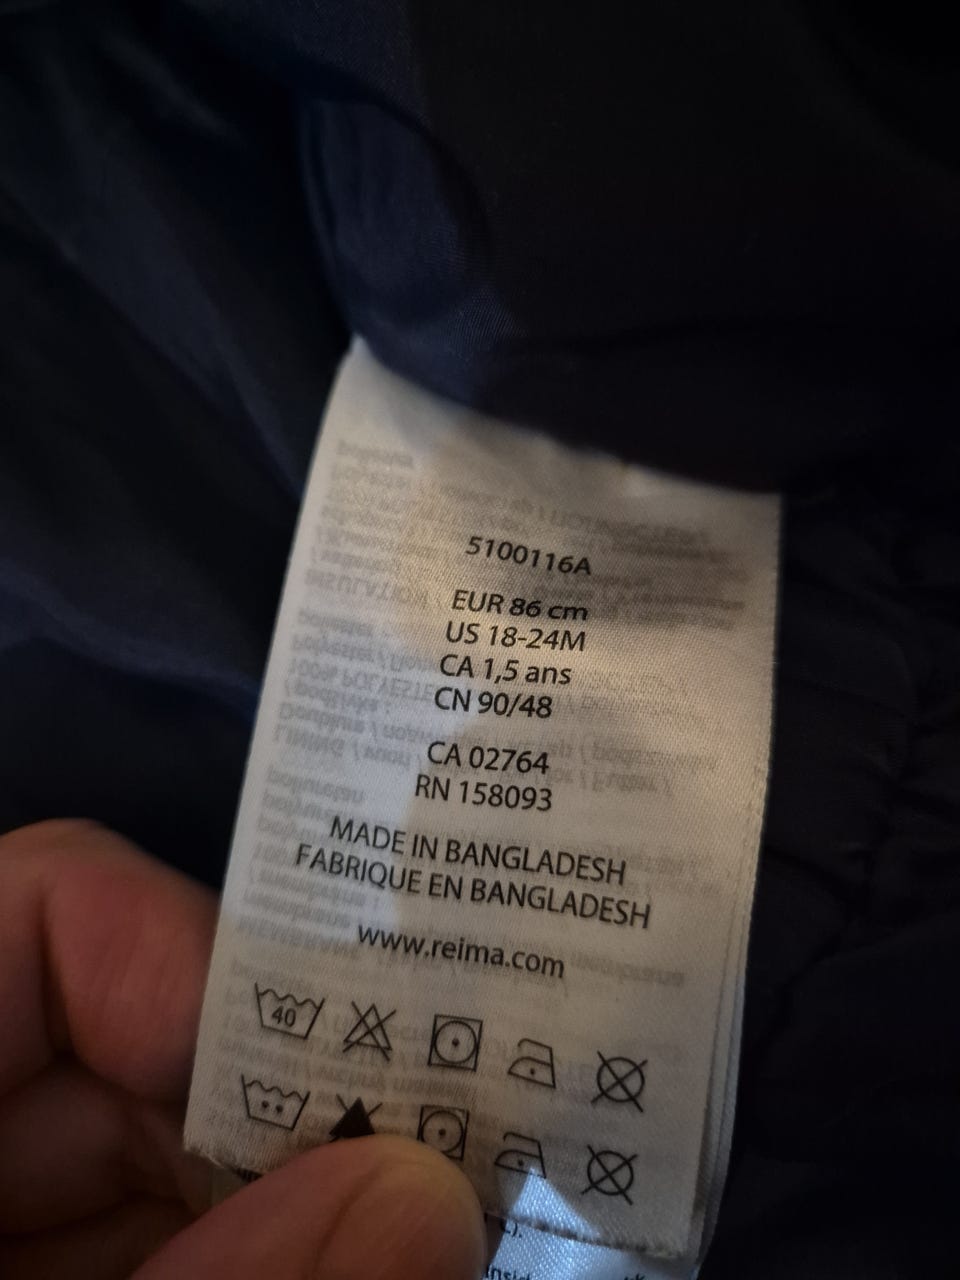 5100116A
EUR 86 cm
US 18-24M
CA 1,5 ans
CN 90/48
CA 02764
RN 158093
MADE IN BANGLADESH
FABRIQUE EN BANGLADESH
www.reima.com
40